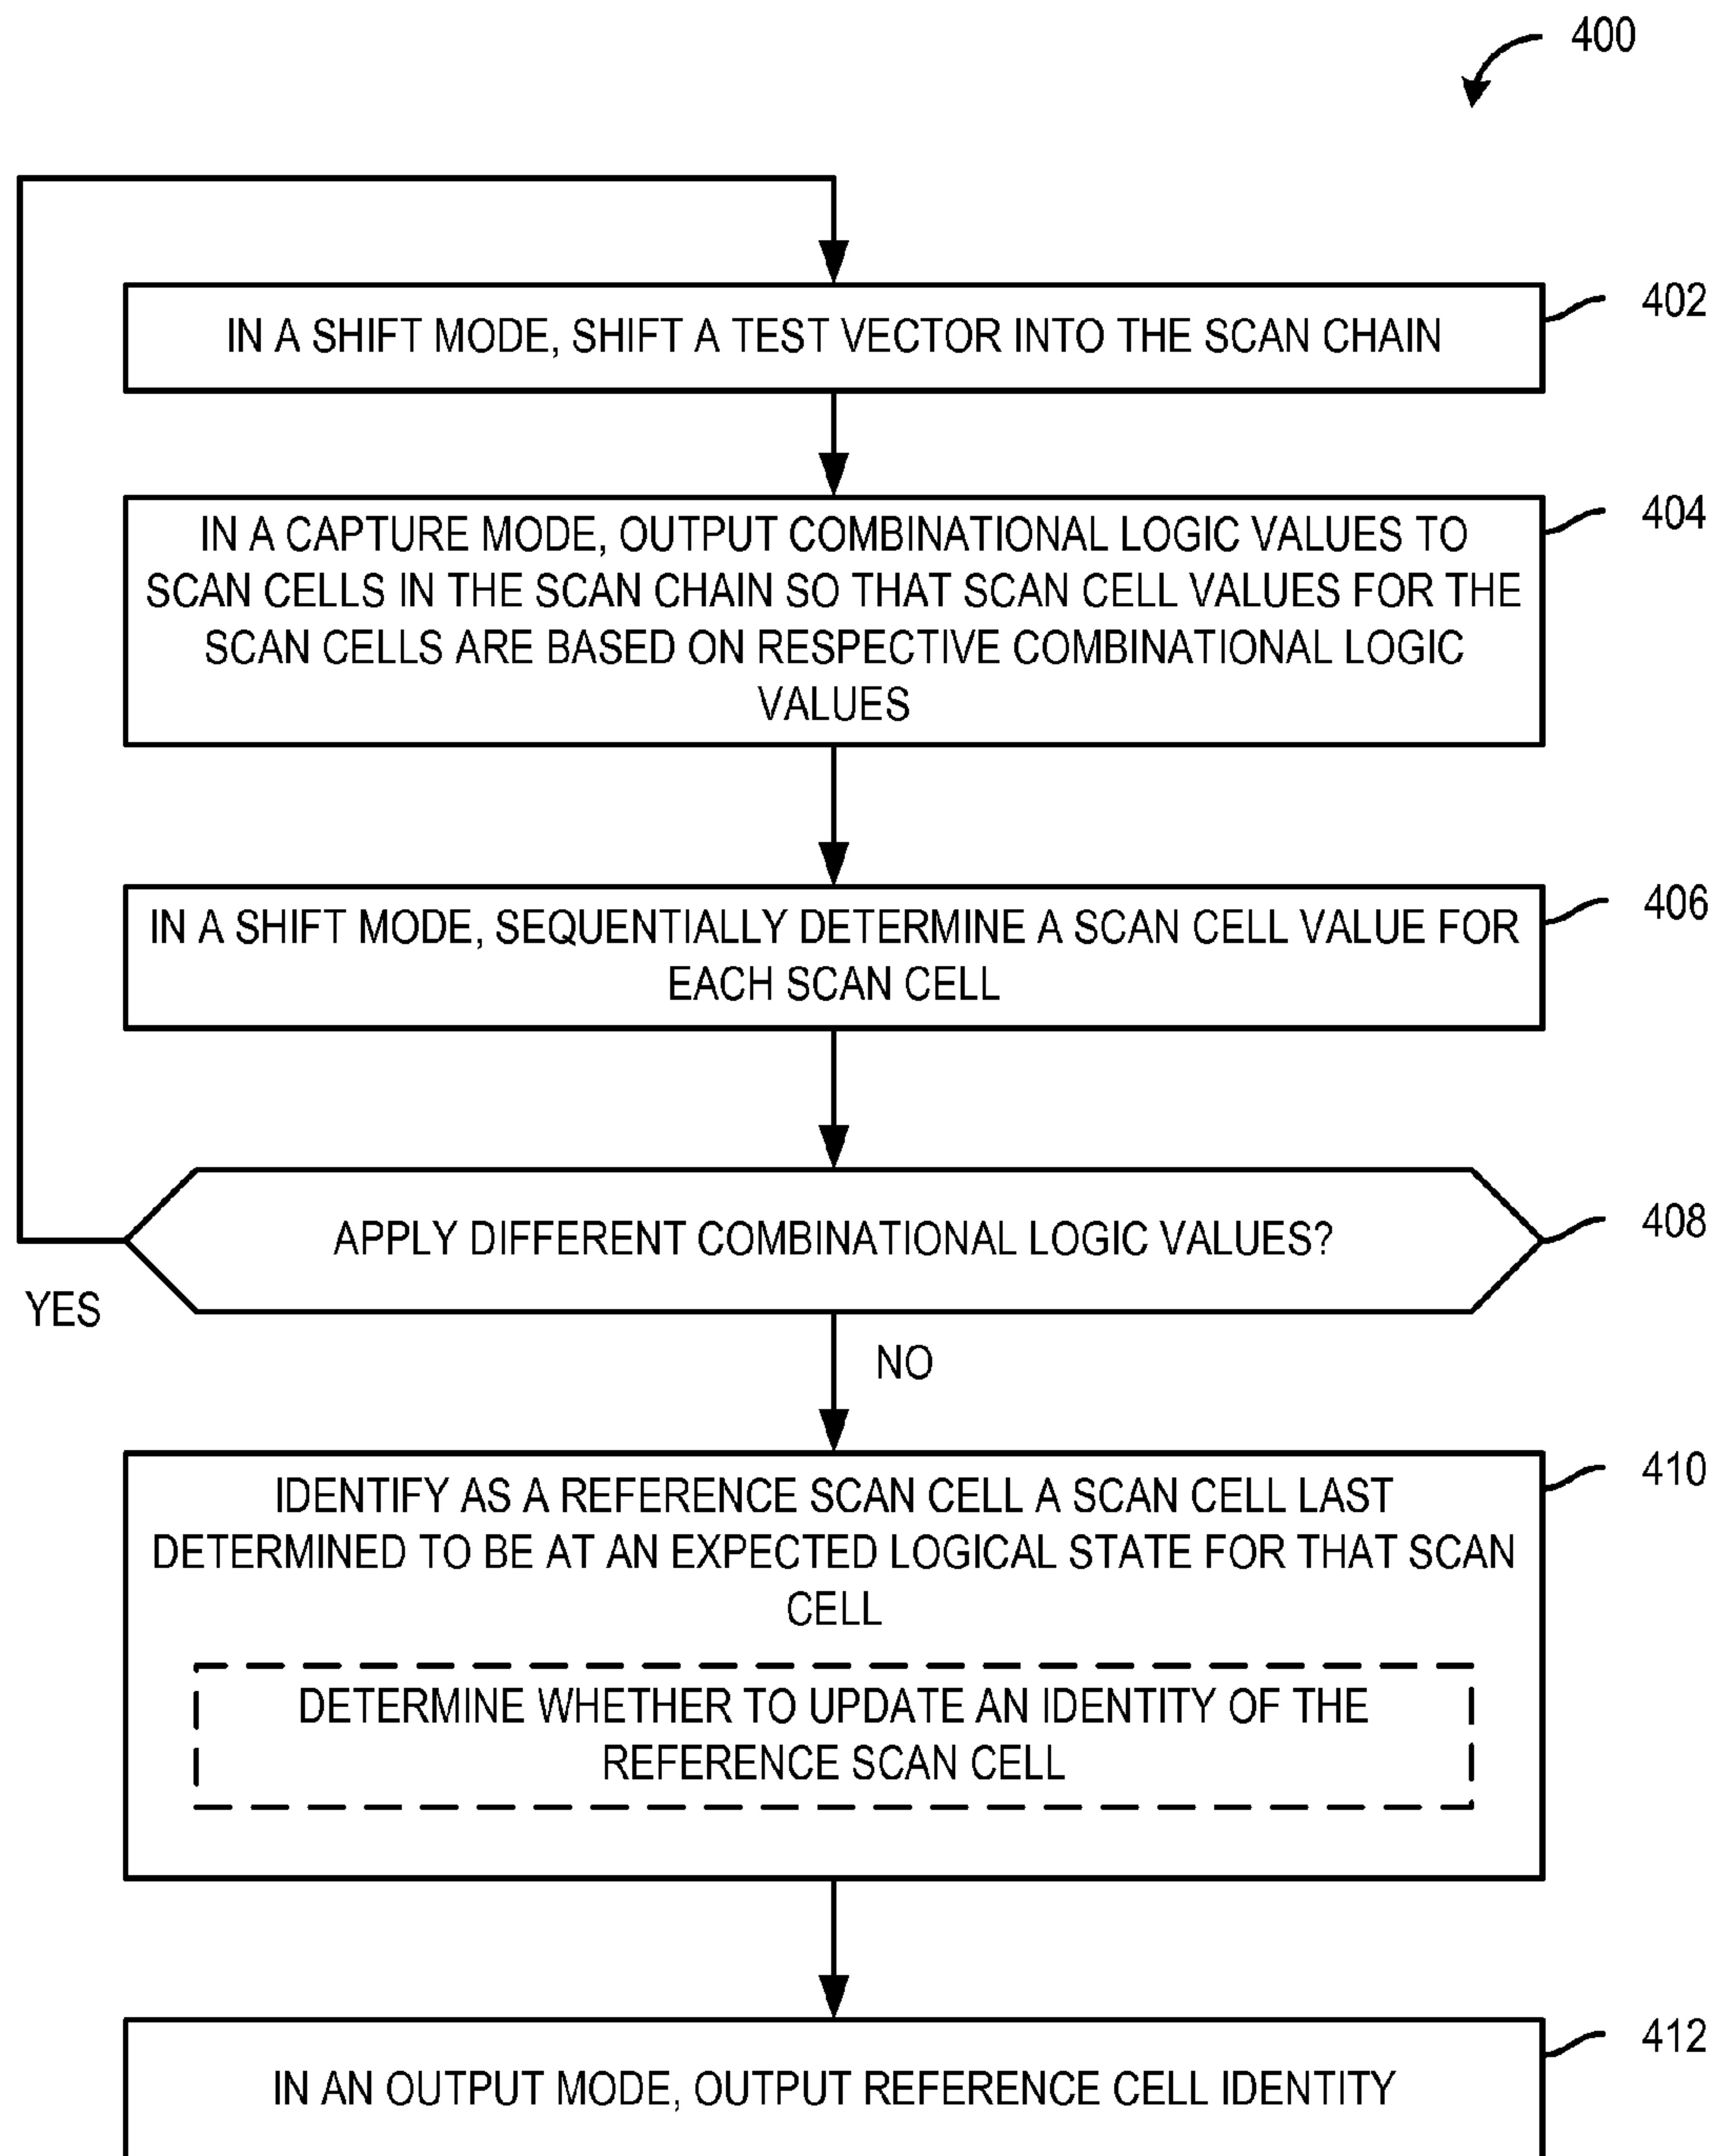 400
402
IN A SHIFT MODE, SHIFT A TEST VECTOR INTO THE SCAN CHAIN
404
IN A CAPTURE MODE, OUTPUT COMBINATIONAL LOGIC VALUES TO
SCAN CELLS IN THE SCAN CHAIN SO THAT SCAN CELL VALUES FOR THE
SCAN CELLS ARE BASED ON RESPECTIVE COMBINATIONAL LOGIC
VALUES
406
IN A SHIFT MODE, SEQUENTIALLY DETERMINE A SCAN CELL VALUE FOR
EACH SCAN CELL
408
APPLY DIFFERENT COMBINATIONAL LOGIC VALUES?
YES
NO
410
IDENTIFY AS A REFERENCE SCAN CELL A SCAN CELL LAST
DETERMINED TO BE AT AN EXPECTED LOGICAL STATE FOR THAT SCAN
CELL
DETERMINE WHETHER TO UPDATE AN IDENTITY OF THE
REFERENCE SCAN CELL
412
IN AN OUTPUT MODE, OUTPUT REFERENCE CELL IDENTITY